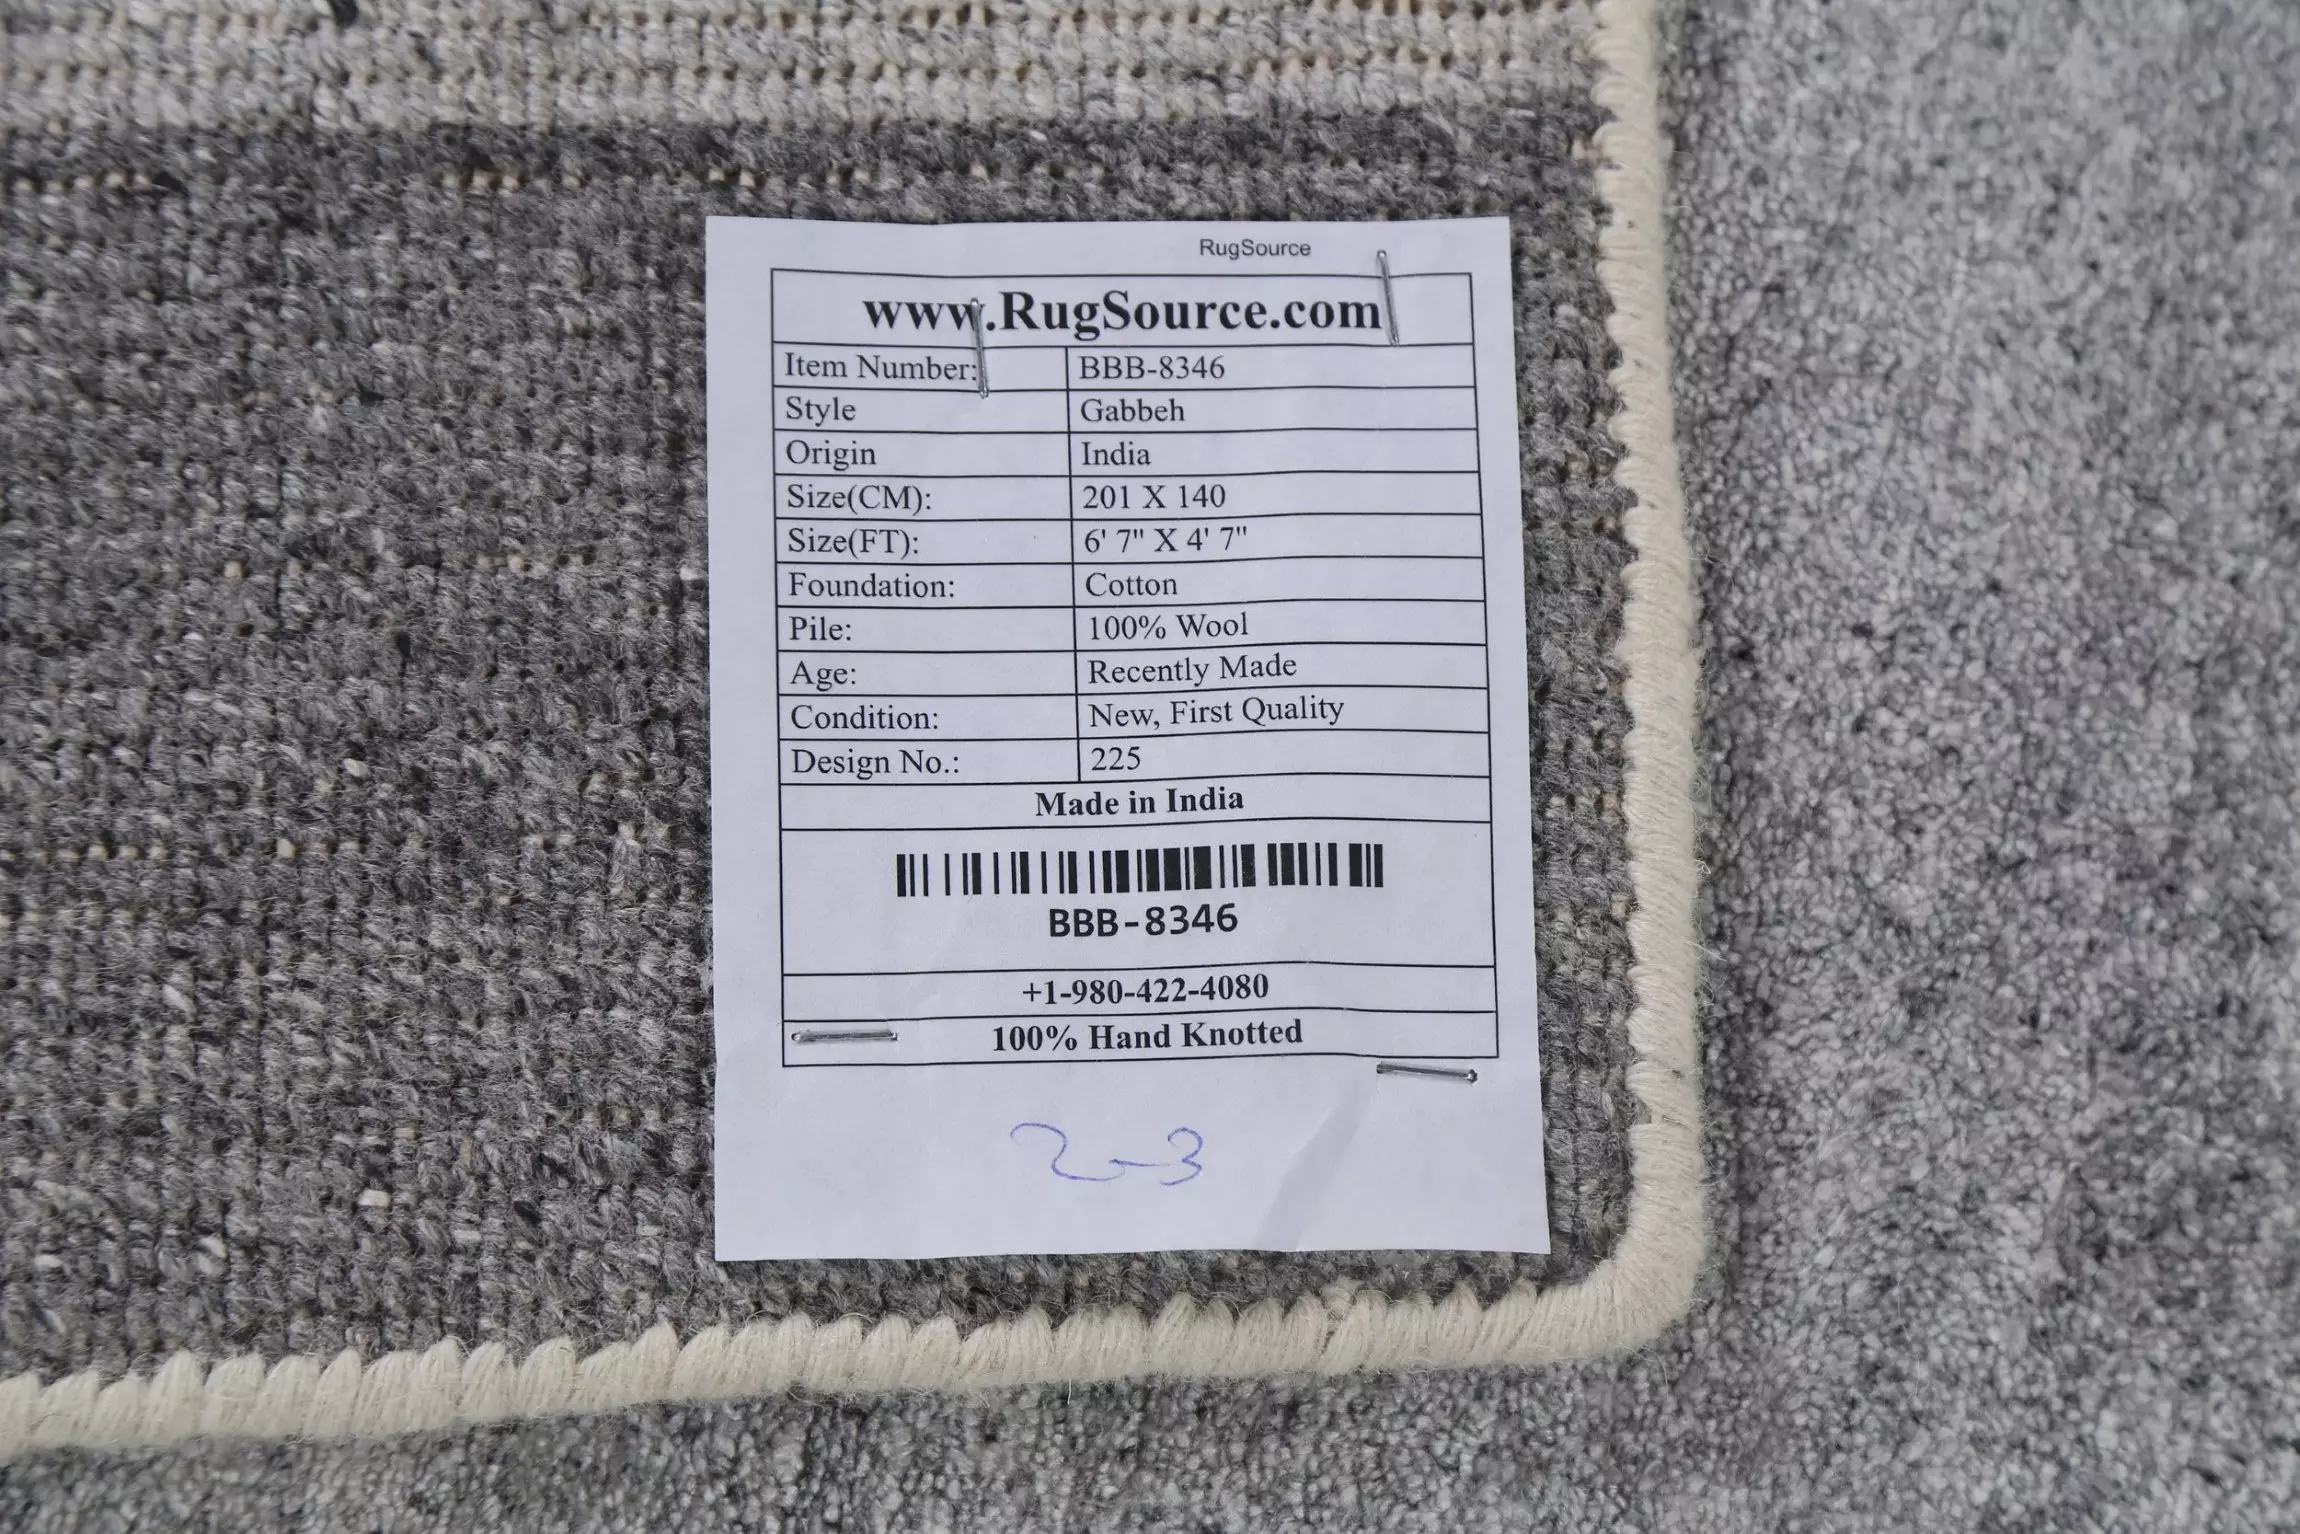 RugSource
www.RugSource.com
Item Number: BBB-8346
Style Gabbeh
Origin India
Size(CM): 201 X 140
Size(FT): 6' 7" X 4' 7"
Foundation: Cotton
Pile: 100% Wool
Age: Recently Made
Condition: New, First Quality
Design No.: 225
Made in India
BBB-8346
+1-980-422-4080
100% Hand Knotted
2-3